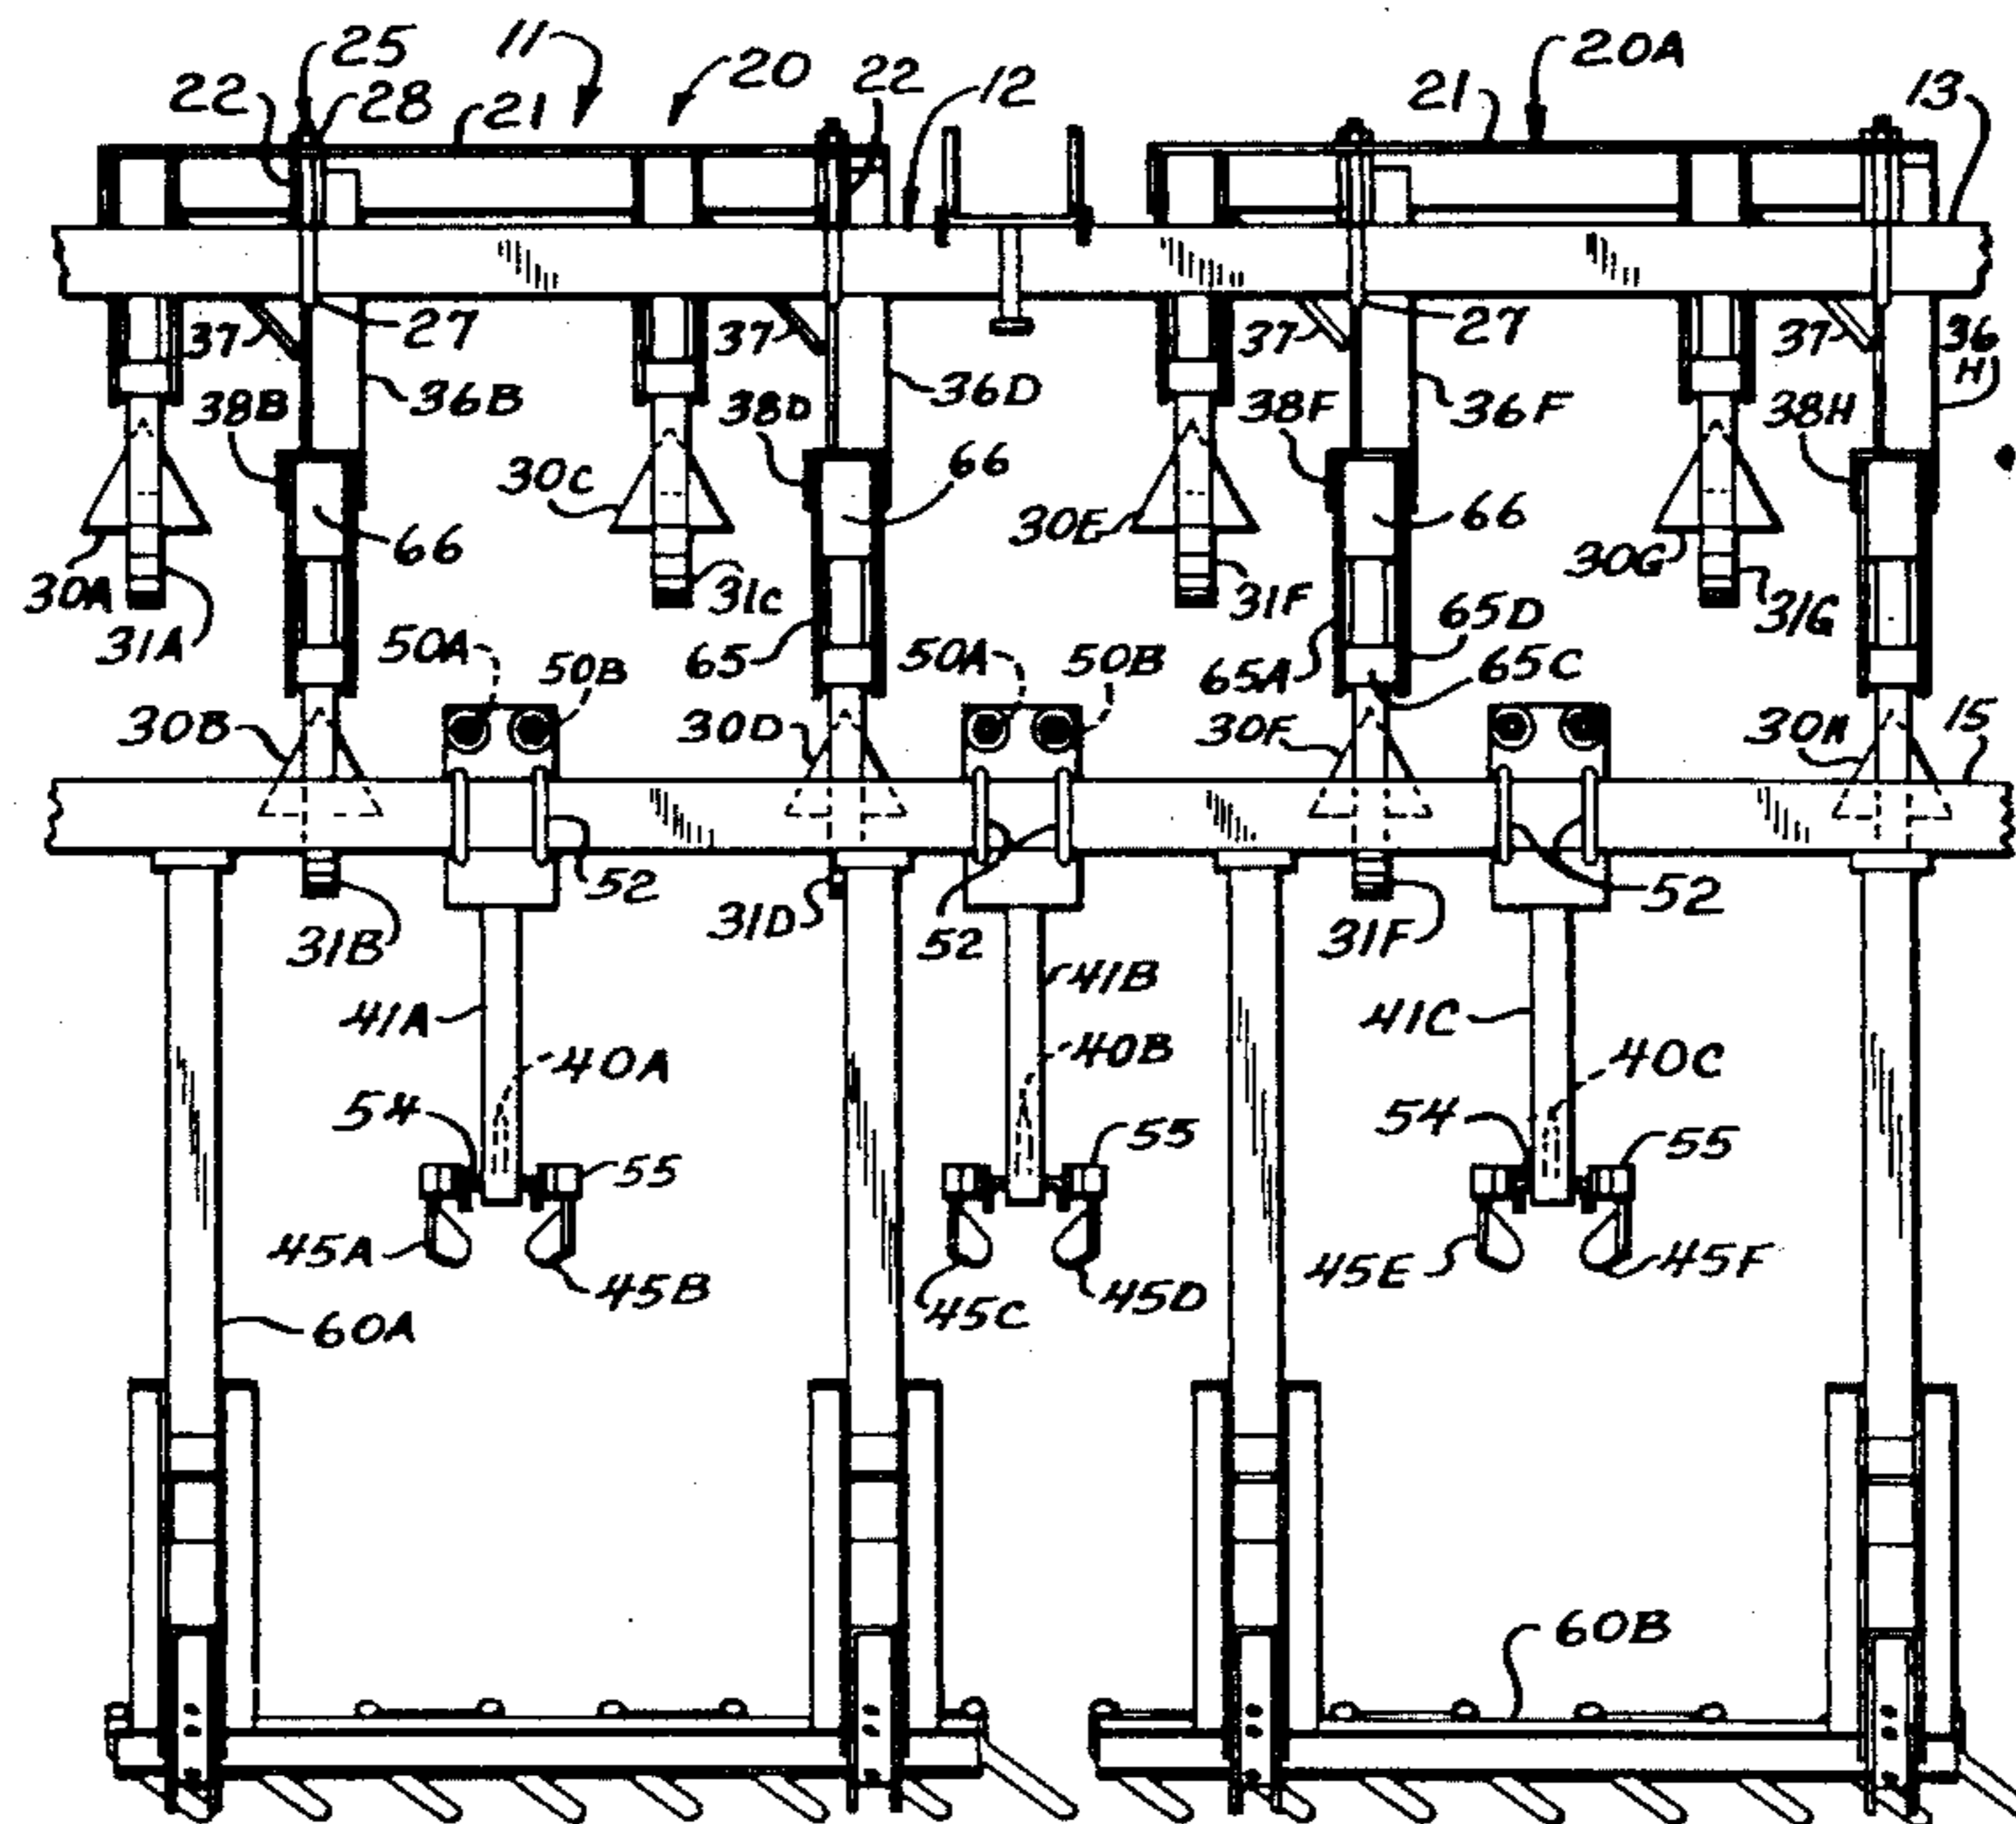 25
11
20
22
12
20A
22
28
21
21
13
37
27
37
37
27
37
36
H
38B
36B
38D
36D
38F
36F
38H
30C
66
30E
66
30A
66
31C
31F
30G
31A
50A
50B
65
50A
50B
65A
65D
65C
31G
30B
30D
30F
30H
15
52
31D
52
52
31B
31F
41A
41B
41C
40A
40B
40C
54
55
55
54
55
45A
45B
45C
45D
45E
45F
60A
60B